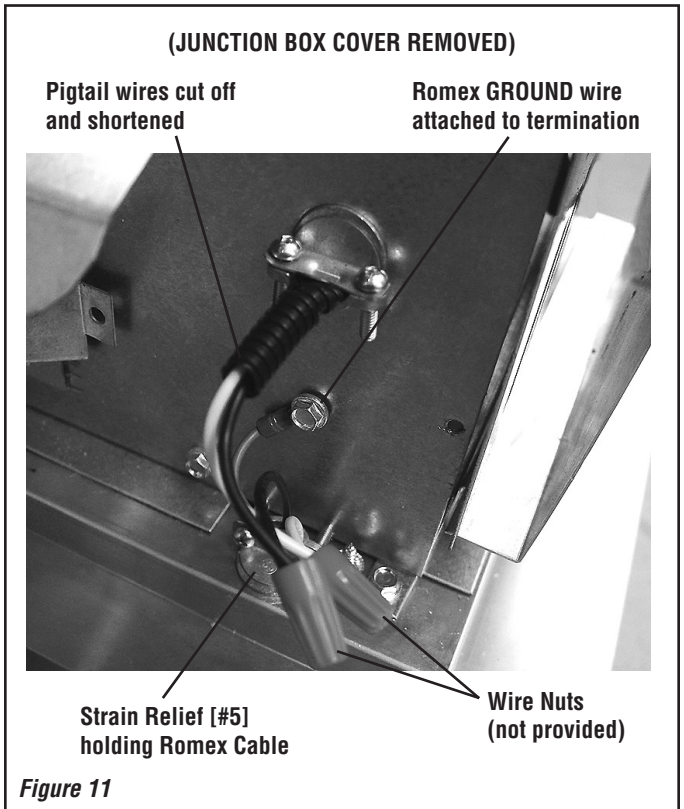 (JUNCTION BOX COVER REMOVED)
Pigtail wires cut off
and shortened
Romex GROUND wire
attached to termination
Strain Relief [#5]
holding Romex Cable
Wire Nuts
(not provided)
Figure 11